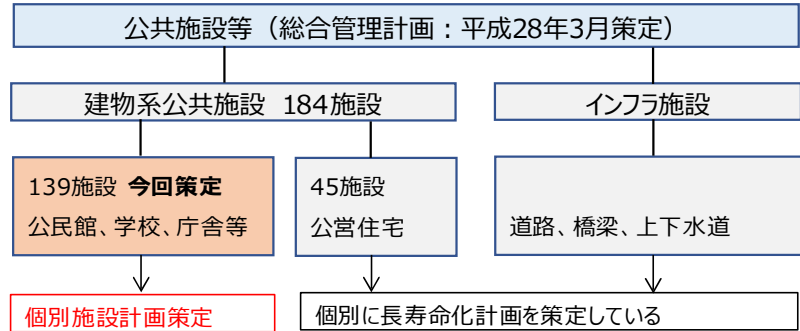 公共施設等（総合管理計画：平成28年3月策定）
建物系公共施設 184施設
インフラ施設
139施設 今回策定
公民館、学校、庁舎等
45施設
公営住宅
道路、橋梁、上下水道
個別施設計画策定
個別に長寿命化計画を策定している